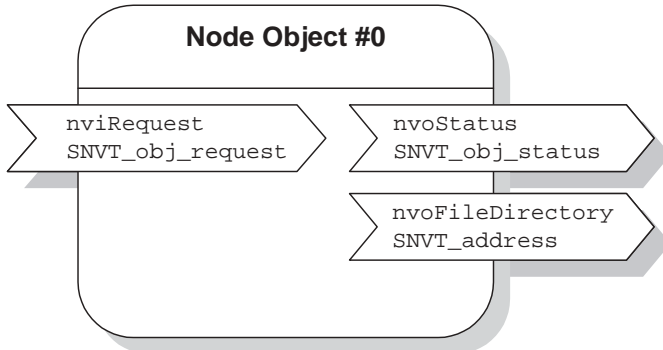 Node Object #0
nviRequest
SNVT_obj_request
nvoStatus
SNVT_obj_status
nvoFileDirectory
SNVT_address